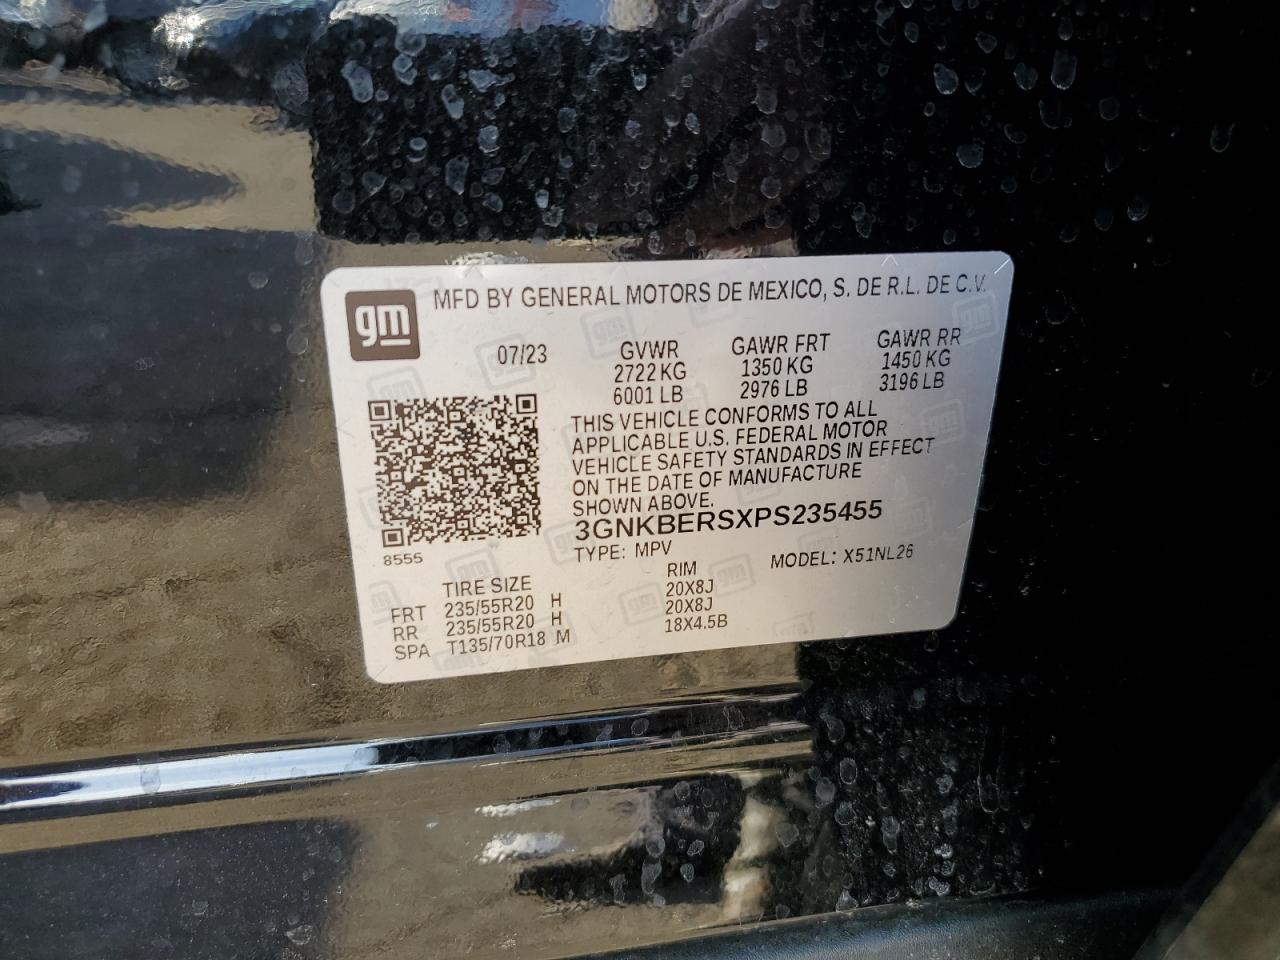 gm
MFD BY GENERAL MOTORS DE MEXICO, S. DE R.L. DE C.V.
07/23 GVWR GAWR FRT GAWR RR
2722 KG 1350 KG 1450 KG
6001 LB 2976 LB 3196 LB
THIS VEHICLE CONFORMS TO ALL
APPLICABLE U.S. FEDERAL MOTOR
VEHICLE SAFETY STANDARDS IN EFFECT
ON THE DATE OF MANUFACTURE
SHOWN ABOVE.
3GNKBERSXPS235455
8555
TYPE: MPV MODEL: X51NL26
TIRE SIZE RIM
FRT 235/55R20 H 20X8J
RR 235/55R20 H 20X8J
SPA T135/70R18 M 18X4.5B